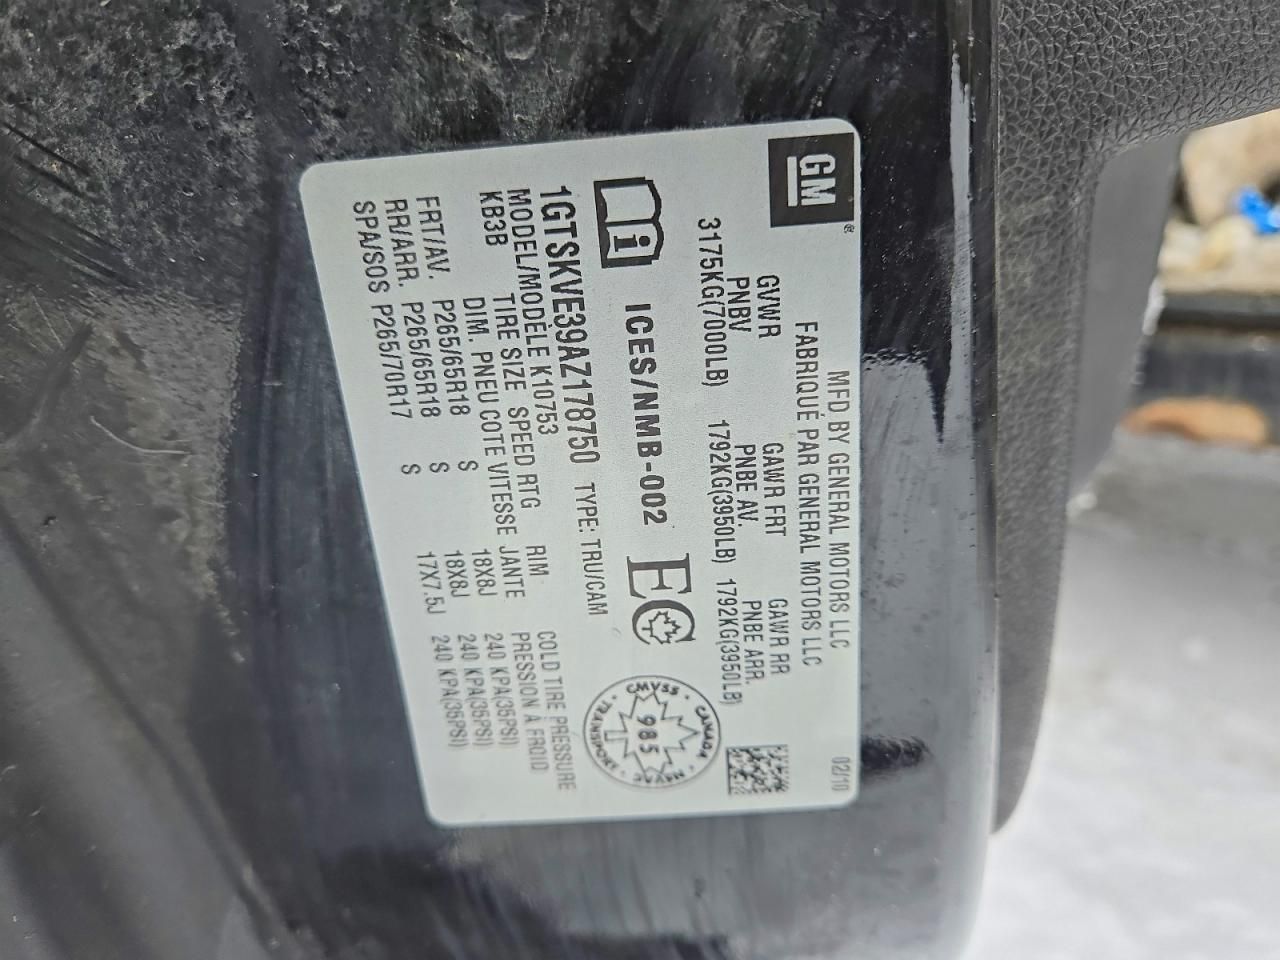 GM
MFD BY GENERAL MOTORS LLC 02/10
FABRIQUÉ PAR GENERAL MOTORS LLC
GVWR GAWR FRT GAWR RR
PNBV PNBE AV. PNBE ARR.
3175KG(7000LB) 1792KG(3950LB) 1792KG(3950LB)
ICES/NMB-002 EC
CANADA
CMVSS
985
TRANSPORT
NSVAC
1GTSKVE39AZ178750 TYPE: TRU/CAM
MODEL/MODÈLE K10753
KB3B TIRE SIZE SPEED RTG RIM COLD TIRE PRESSURE
DIM. PNEU COTE VITESSE JANTE PRESSION A FROID
FRT/AV. P265/65R18 S 18X8J 240 KPA(35PSI)
RR/ARR. P265/65R18 S 18X8J 240 KPA(35PSI)
SPA/SOS P265/70R17 S 17X7.5J 240 KPA(35PSI)